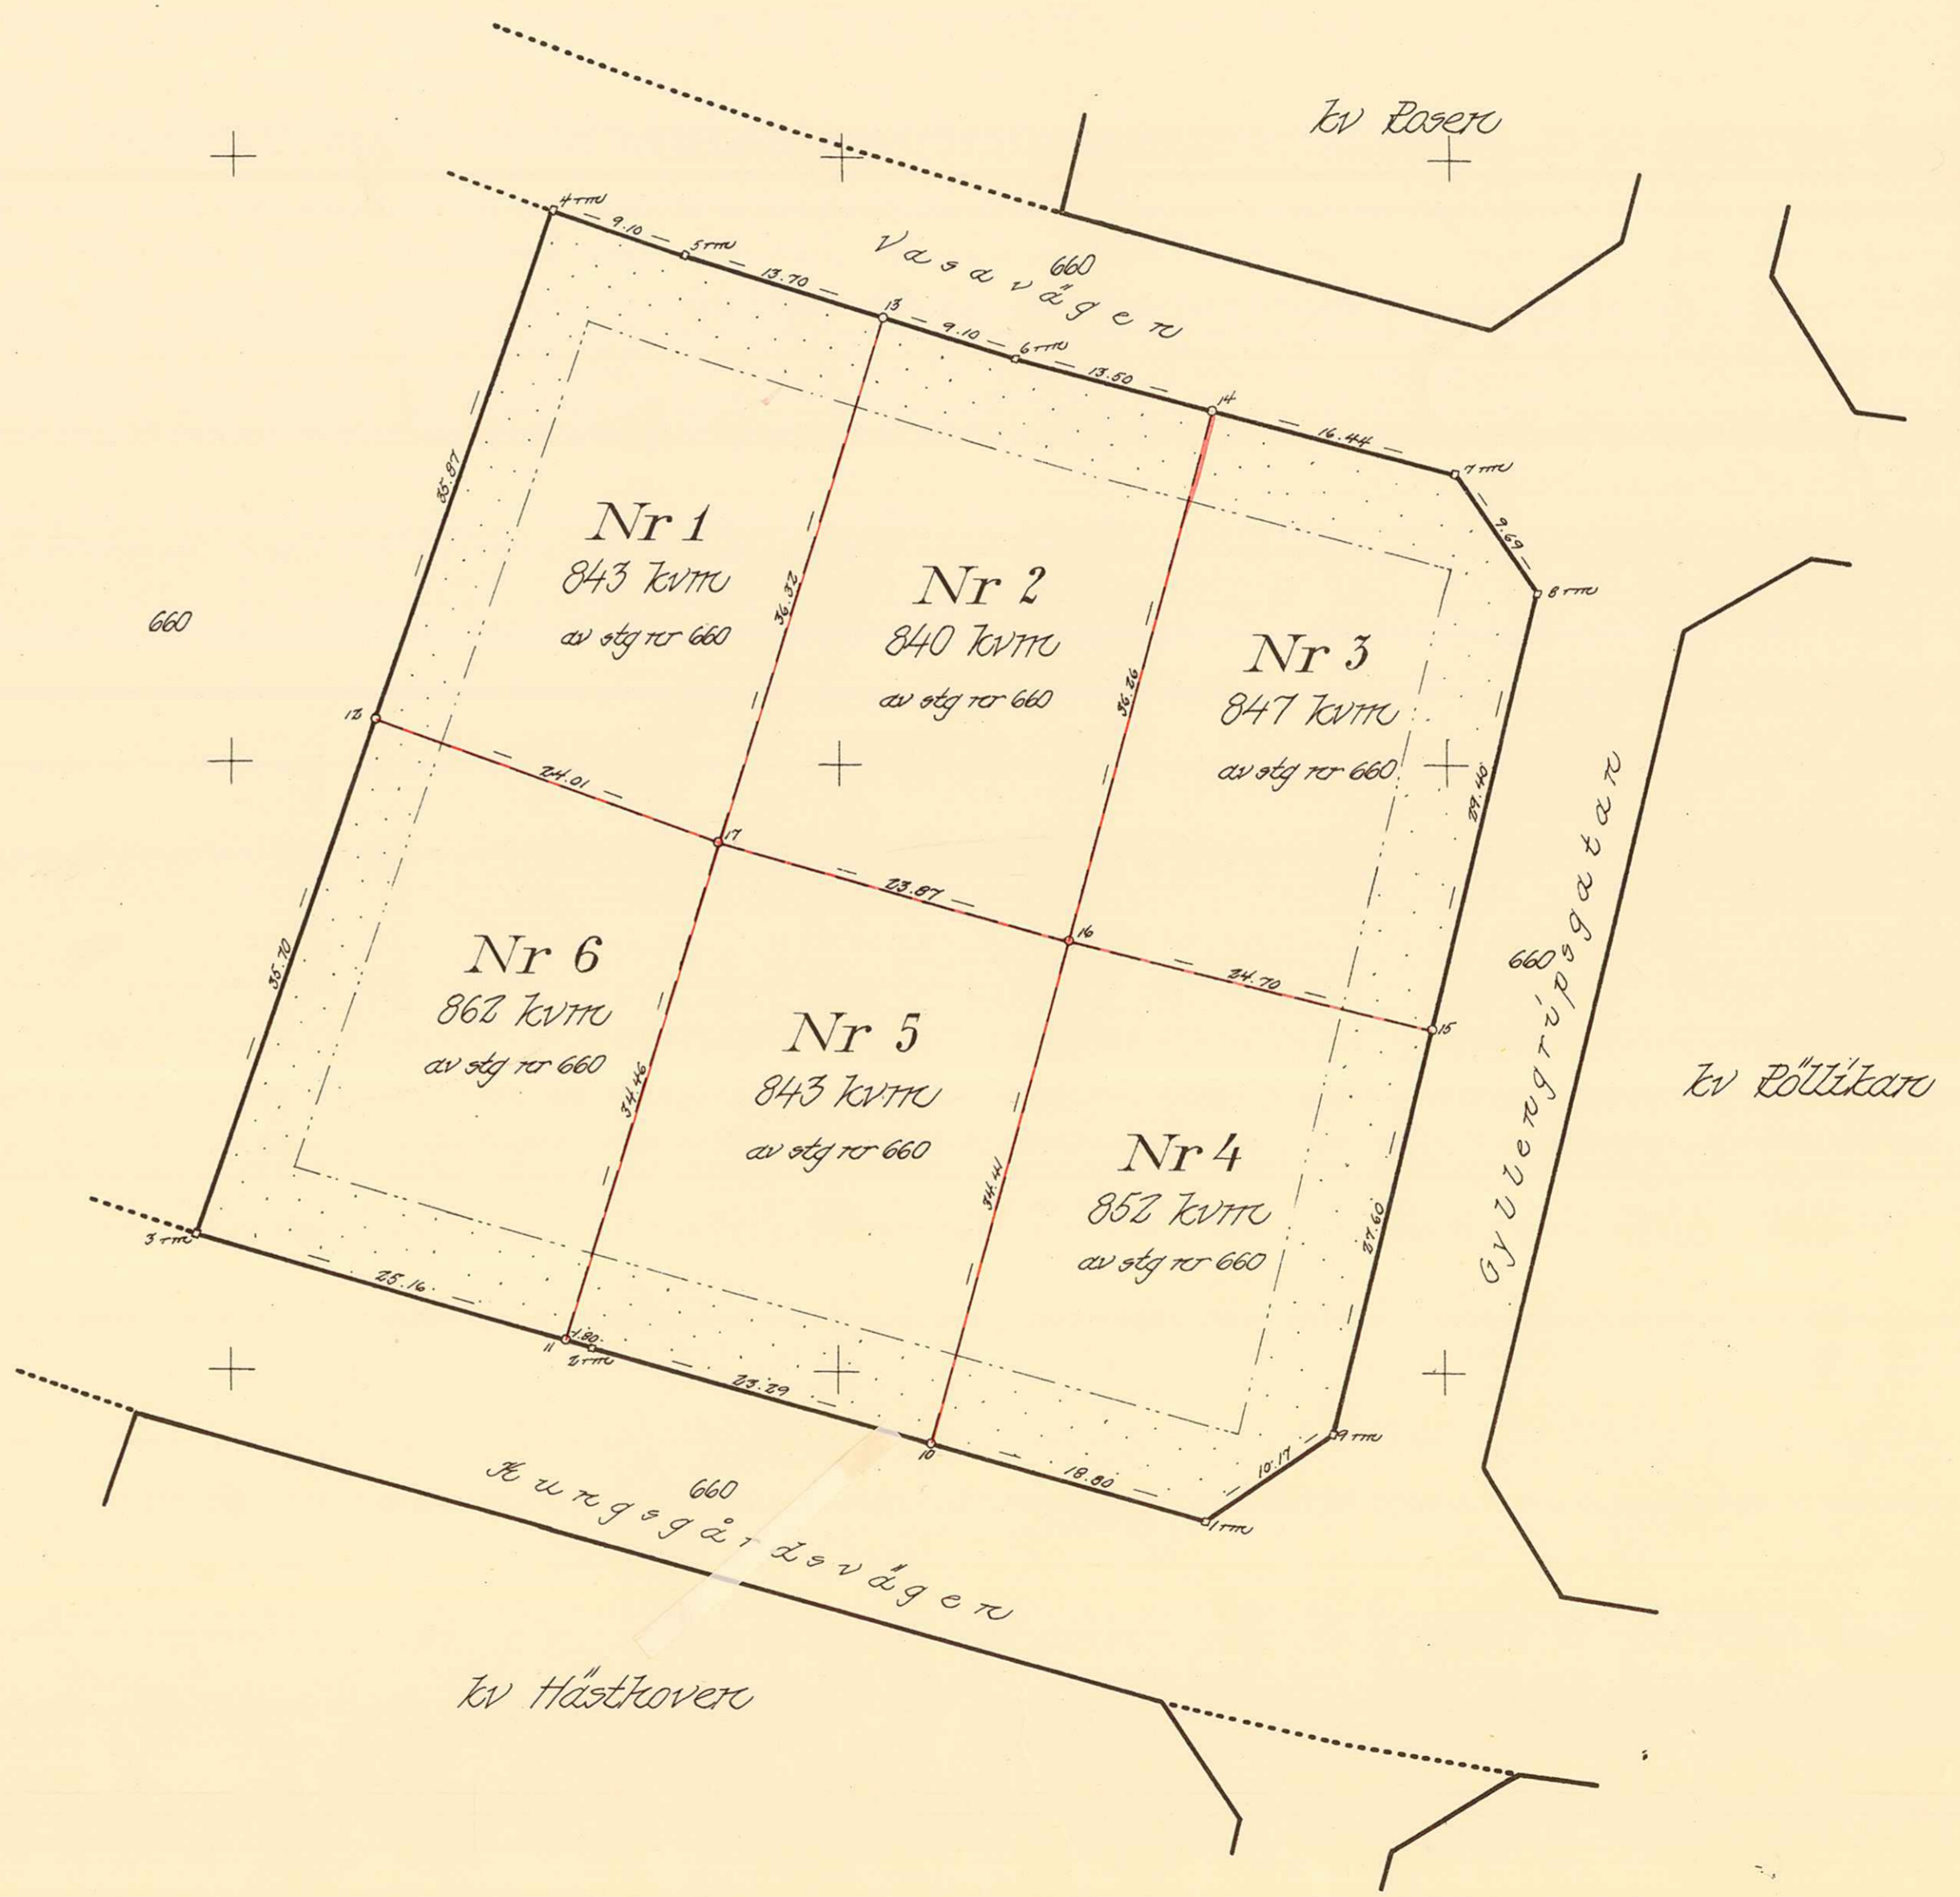 kv Rosen
4 rm
9.10
5 rm
13.70
Vasavägen
660
13
9.10
6 rm
13.50
14
16.44
7 rm
9.69
8 rm
35.87
Nr 1
843 kvm
av stg nr 660
36.32
Nr 2
840 kvm
av stg nr 660
36.26
Nr 3
847 kvm
av stg nr 660
29.40
660
12
24.01
17
23.87
16
24.70
15
Gyllengripsgatan
660
kv Röllikan
35.70
Nr 6
862 kvm
av stg nr 660
34.46
Nr 5
843 kvm
av stg nr 660
34.41
Nr 4
852 kvm
av stg nr 660
27.60
3 rm
25.16
11
1.80
2 rm
23.29
10
18.80
1 rm
10.17
9 rm
Kungsgårdsvägen
660
kv Hästhoven